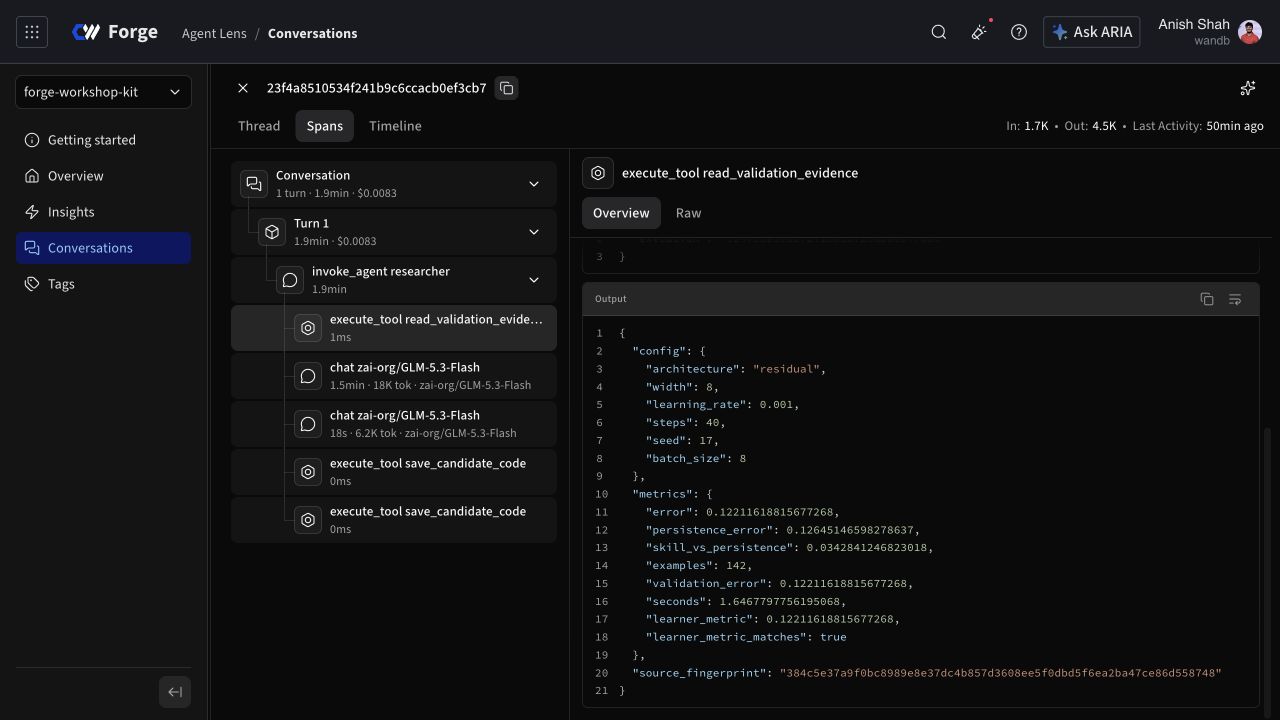 Forge
Agent Lens / Conversations
Ask ARIA
Anish Shah
wandb
forge-workshop-kit
Getting started
Overview
Insights
Conversations
Tags
23f4a8510534f241b9c6ccacb0ef3cb7
Thread
Spans
Timeline
In: 1.7K • Out: 4.5K • Last Activity: 50min ago
Conversation
1 turn · 1.9min · $0.0083
Turn 1
1.9min · $0.0083
invoke_agent researcher
1.9min
execute_tool read_validation_evide…
1ms
chat zai-org/GLM-5.3-Flash
1.5min · 18K tok · zai-org/GLM-5.3-Flash
chat zai-org/GLM-5.3-Flash
18s · 6.2K tok · zai-org/GLM-5.3-Flash
execute_tool save_candidate_code
0ms
execute_tool save_candidate_code
0ms
execute_tool read_validation_evidence
Overview
Raw
3 }
Output
1 {
2 "config": {
3 "architecture": "residual",
4 "width": 8,
5 "learning_rate": 0.001,
6 "steps": 40,
7 "seed": 17,
8 "batch_size": 8
9 },
10 "metrics": {
11 "error": 0.12211618815677268,
12 "persistence_error": 0.12645146598278637,
13 "skill_vs_persistence": 0.0342841246823018,
14 "examples": 142,
15 "validation_error": 0.12211618815677268,
16 "seconds": 1.6467797756195068,
17 "learner_metric": 0.12211618815677268,
18 "learner_metric_matches": true
19 },
20 "source_fingerprint": "384c5e37a9f0bc8989e8e37dc4b857d3608ee5f0dbd5f6ea2ba47ce86d558748"
21 }